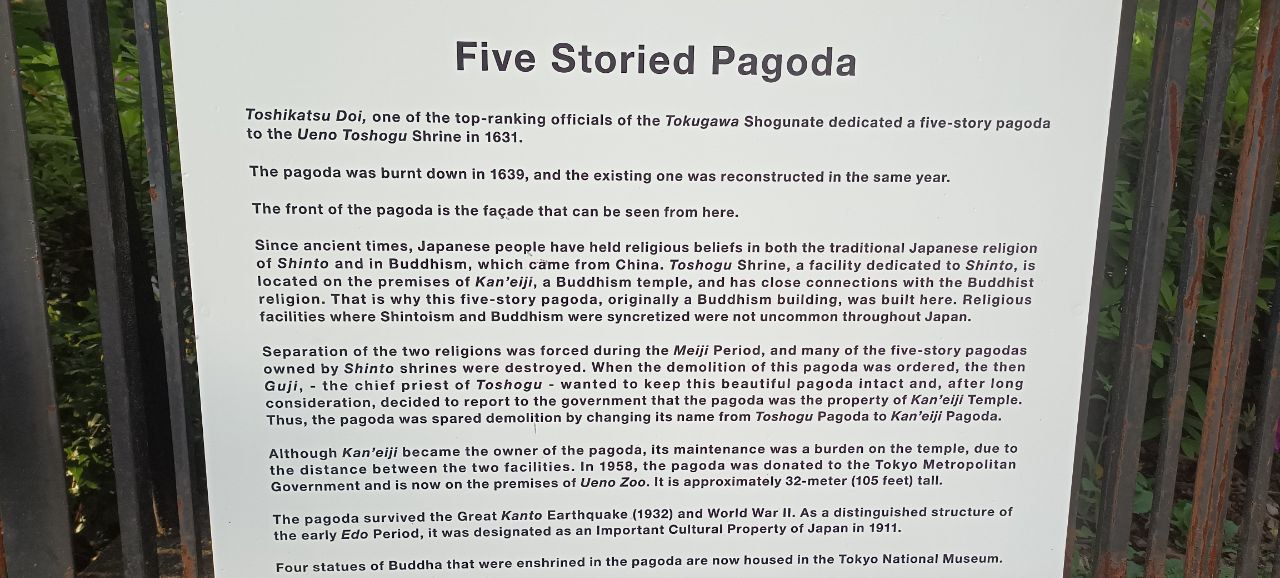 Five Storied Pagoda
Toshikatsu Doi, one of the top-ranking officials of the Tokugawa Shogunate dedicated a five-story pagoda
to the Ueno Toshogu Shrine in 1631.
The pagoda was burnt down in 1639, and the existing one was reconstructed in the same year.
The front of the pagoda is the façade that can be seen from here.
Since ancient times, Japanese people have held religious beliefs in both the traditional Japanese religion
of Shinto and in Buddhism, which came from China. Toshogu Shrine, a facility dedicated to Shinto, is
located on the premises of Kan'eiji, a Buddhism temple, and has close connections with the Buddhist
religion. That is why this five-story pagoda, originally a Buddhism building, was built here. Religious
facilities where Shintoism and Buddhism were syncretized were not uncommon throughout Japan.
Separation of the two religions was forced during the Meiji Period, and many of the five-story pagodas
owned by Shinto shrines were destroyed. When the demolition of this pagoda was ordered, the then
Guji, - the chief priest of Toshogu - wanted to keep this beautiful pagoda intact and, after long
consideration, decided to report to the government that the pagoda was the property of Kan'eiji Temple.
Thus, the pagoda was spared demolition by changing its name from Toshogu Pagoda to Kan'eiji Pagoda.
Although Kan'eiji became the owner of the pagoda, its maintenance was a burden on the temple, due to
the distance between the two facilities. In 1958, the pagoda was donated to the Tokyo Metropolitan
Government and is now on the premises of Ueno Zoo. It is approximately 32-meter (105 feet) tall.
The pagoda survived the Great Kanto Earthquake (1932) and World War II. As a distinguished structure of
the early Edo Period, it was designated as an Important Cultural Property of Japan in 1911.
Four statues of Buddha that were enshrined in the pagoda are now housed in the Tokyo National Museum.